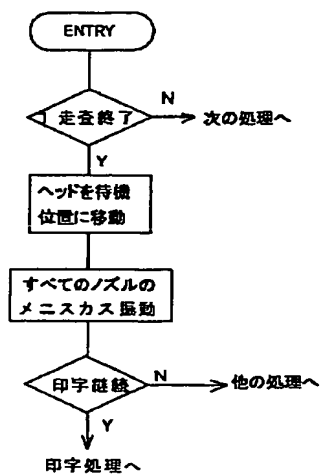 ENTRY
走査終了
N
次の処理へ
Y
ヘッドを待機
位置に移動
すべてのノズルの
メニスカス振動
印字継続
N
他の処理へ
Y
印字処理へ